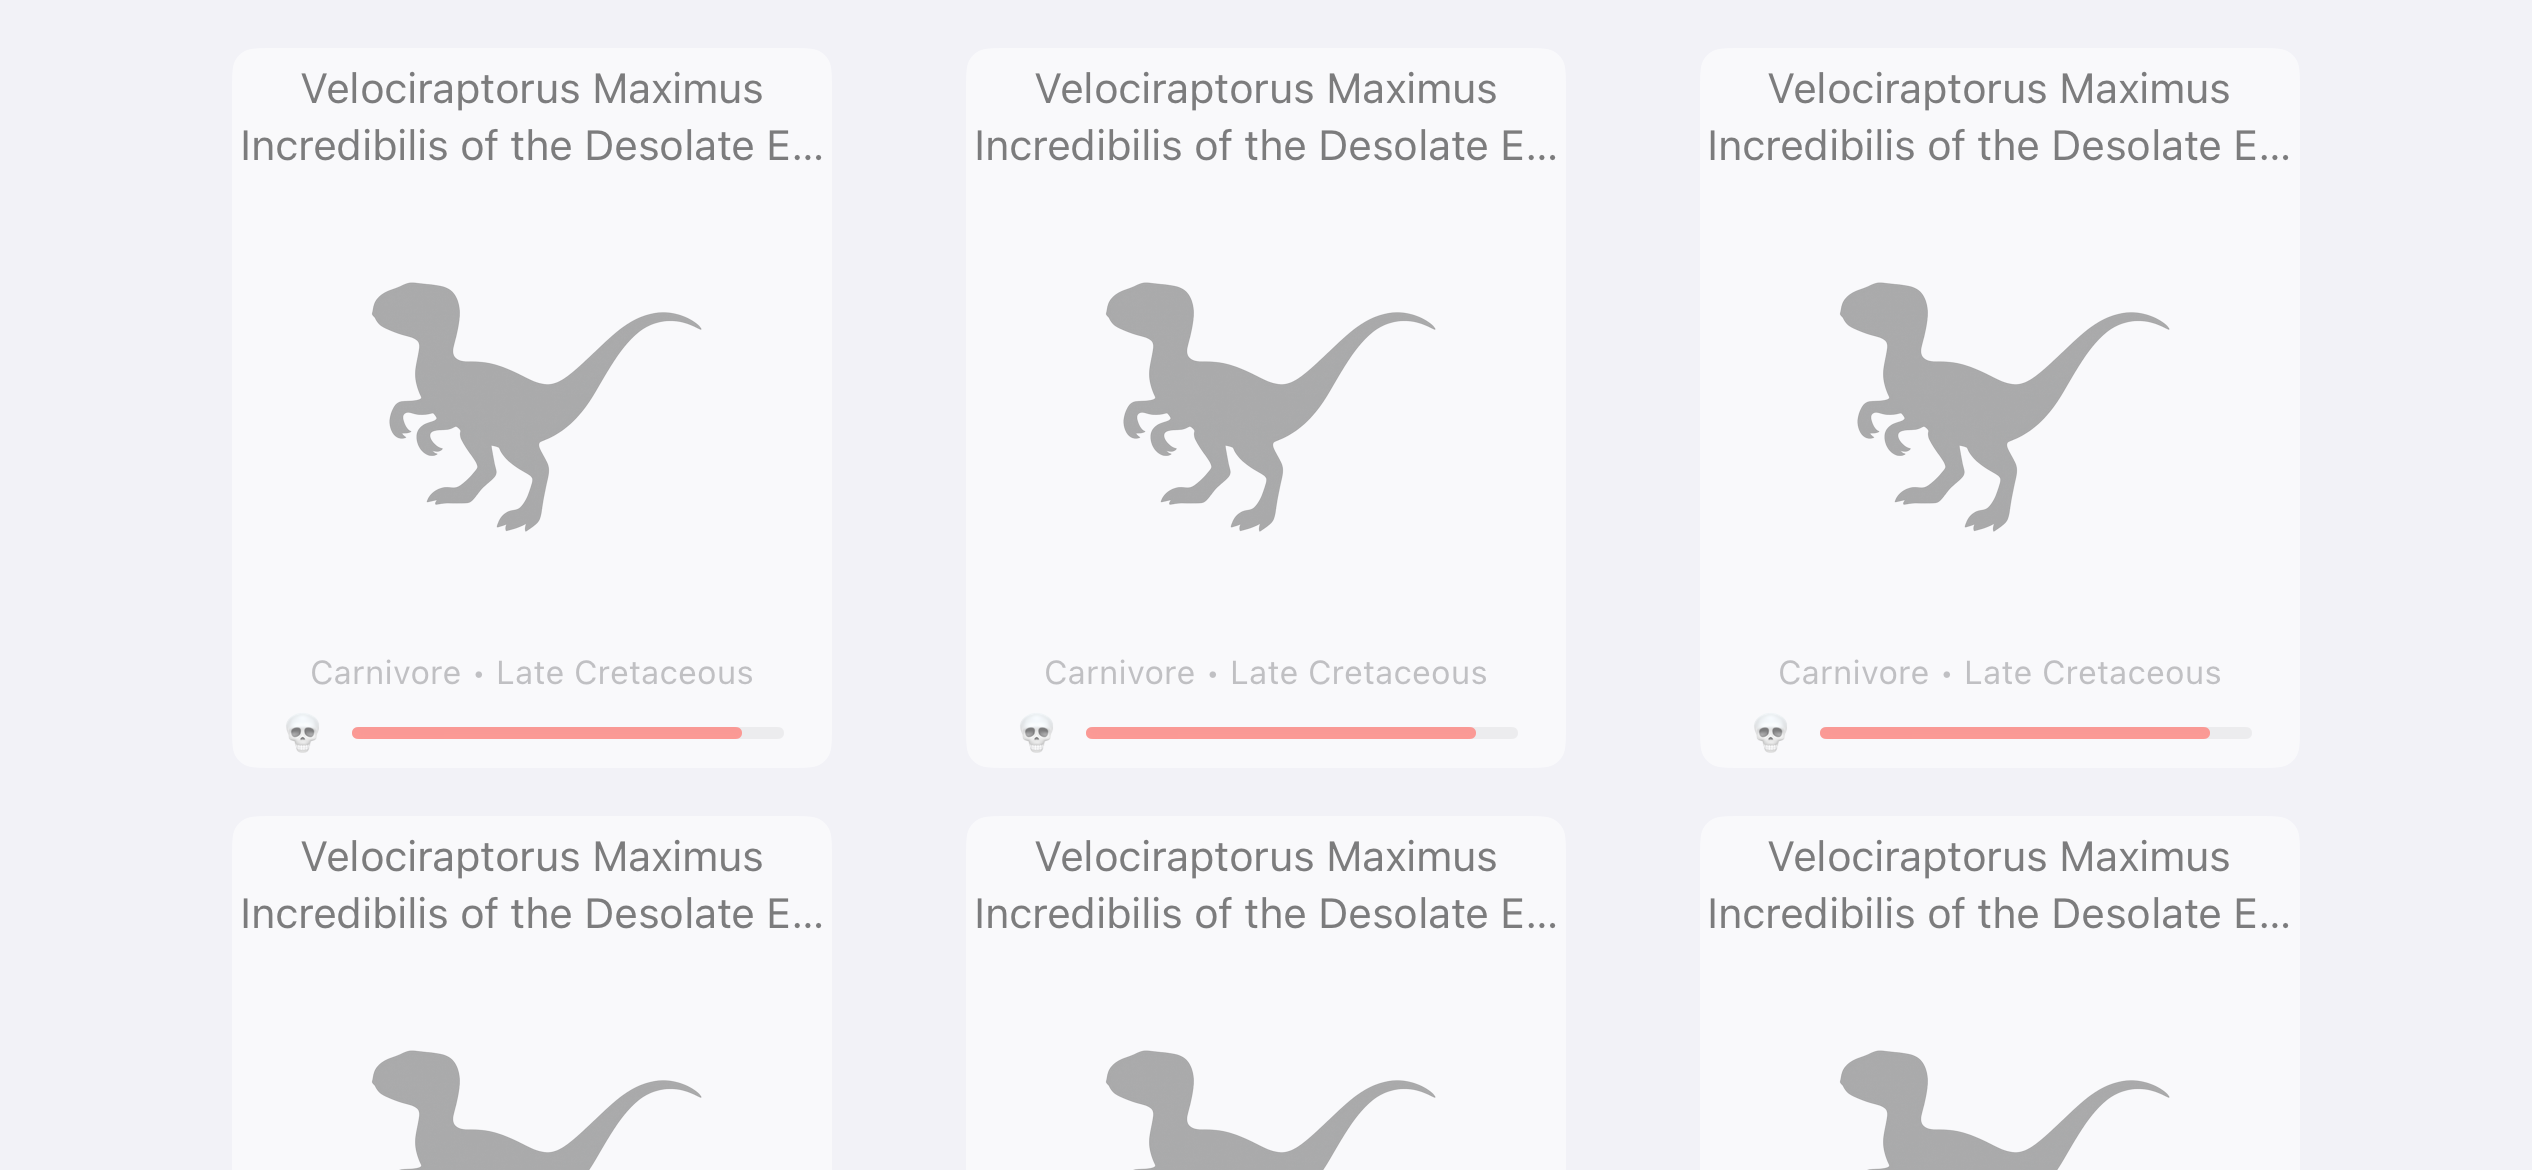 Velociraptorus Maximus
Incredibilis of the Desolate E...
Carnivore • Late Cretaceous
Velociraptorus Maximus
Incredibilis of the Desolate E...
Carnivore • Late Cretaceous
Velociraptorus Maximus
Incredibilis of the Desolate E...
Carnivore • Late Cretaceous
Velociraptorus Maximus
Incredibilis of the Desolate E...
Velociraptorus Maximus
Incredibilis of the Desolate E...
Velociraptorus Maximus
Incredibilis of the Desolate E...